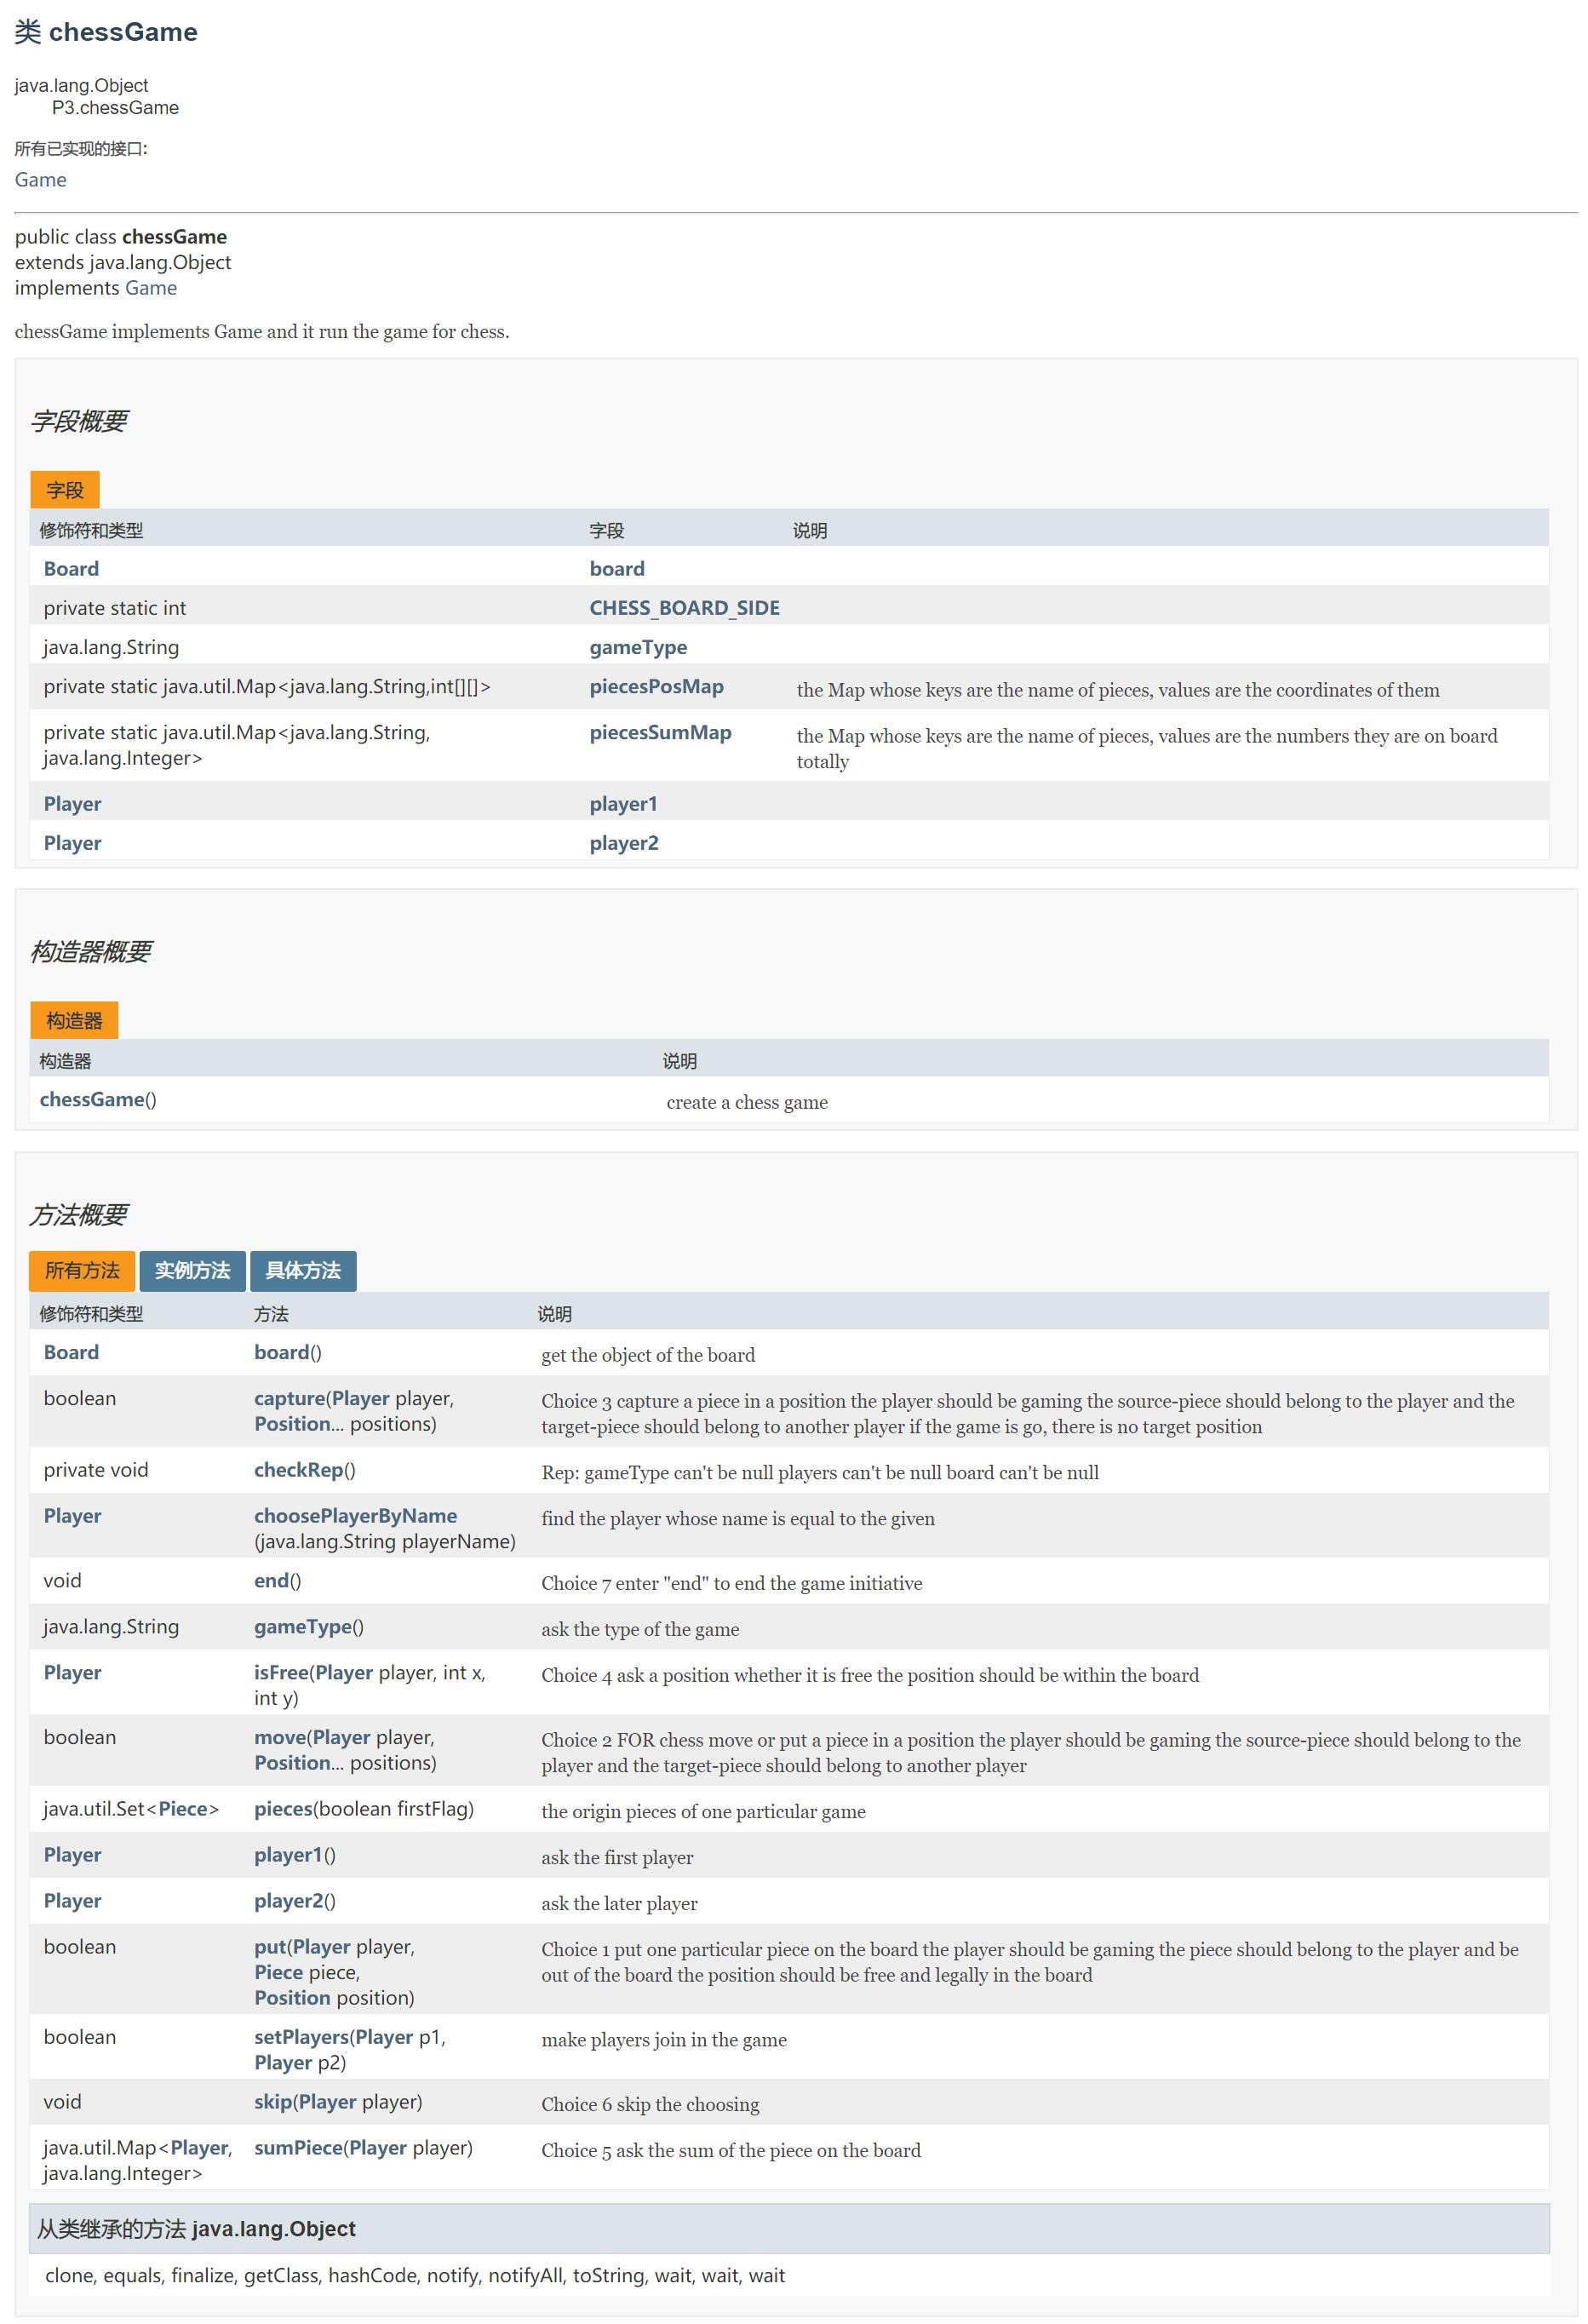 类 chessGame
java.lang.Object
P3.chessGame
所有已实现的接口:
Game
public class chessGame
extends java.lang.Object
implements Game
chessGame implements Game and it run the game for chess.
字段概要
字段
修饰符和类型 字段 说明
Board board
private static int CHESS_BOARD_SIDE
java.lang.String gameType
private static java.util.Map<java.lang.String,int[][]> piecesPosMap the Map whose keys are the name of pieces, values are the coordinates of them
private static java.util.Map<java.lang.String, piecesSumMap the Map whose keys are the name of pieces, values are the numbers they are on board
java.lang.Integer> totally
Player player1
Player player2
构造器概要
构造器
构造器 说明
chessGame() create a chess game
方法概要
所有方法 实例方法 具体方法
修饰符和类型 方法 说明
Board board() get the object of the board
boolean capture(Player player, Choice 3 capture a piece in a position the player should be gaming the source-piece should belong to the player and the
Position... positions) target-piece should belong to another player if the game is go, there is no target position
private void checkRep() Rep: gameType can't be null players can't be null board can't be null
Player choosePlayerByName find the player whose name is equal to the given
(java.lang.String playerName)
void end() Choice 7 enter "end" to end the game initiative
java.lang.String gameType() ask the type of the game
Player isFree(Player player, int x, Choice 4 ask a position whether it is free the position should be within the board
int y)
boolean move(Player player, Choice 2 FOR chess move or put a piece in a position the player should be gaming the source-piece should belong to the
Position... positions) player and the target-piece should belong to another player
java.util.Set<Piece> pieces(boolean firstFlag) the origin pieces of one particular game
Player player1() ask the first player
Player player2() ask the later player
boolean put(Player player, Choice 1 put one particular piece on the board the player should be gaming the piece should belong to the player and be
Piece piece, out of the board the position should be free and legally in the board
Position position)
boolean setPlayers(Player p1, make players join in the game
Player p2)
void skip(Player player) Choice 6 skip the choosing
java.util.Map<Player, sumPiece(Player player) Choice 5 ask the sum of the piece on the board
java.lang.Integer>
从类继承的方法 java.lang.Object
clone, equals, finalize, getClass, hashCode, notify, notifyAll, toString, wait, wait, wait